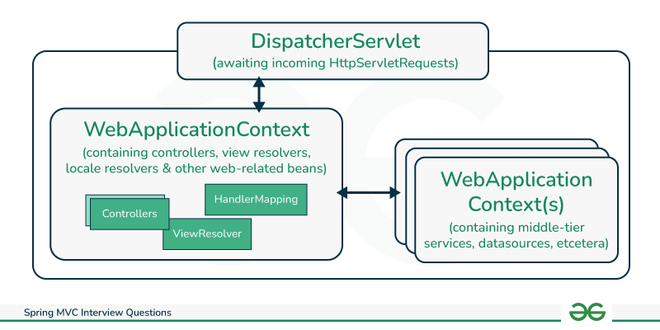 DispatcherServlet
(awaiting incoming HttpServletRequests)
WebApplicationContext
(containing controllers, view resolvers,
locale resolvers & other web-related beans)
HandlerMapping
Controllers
ViewResolver
WebApplication
Context(s)
(containing middle-tier
services, datasources, etcetera)
Spring MVC Interview Questions